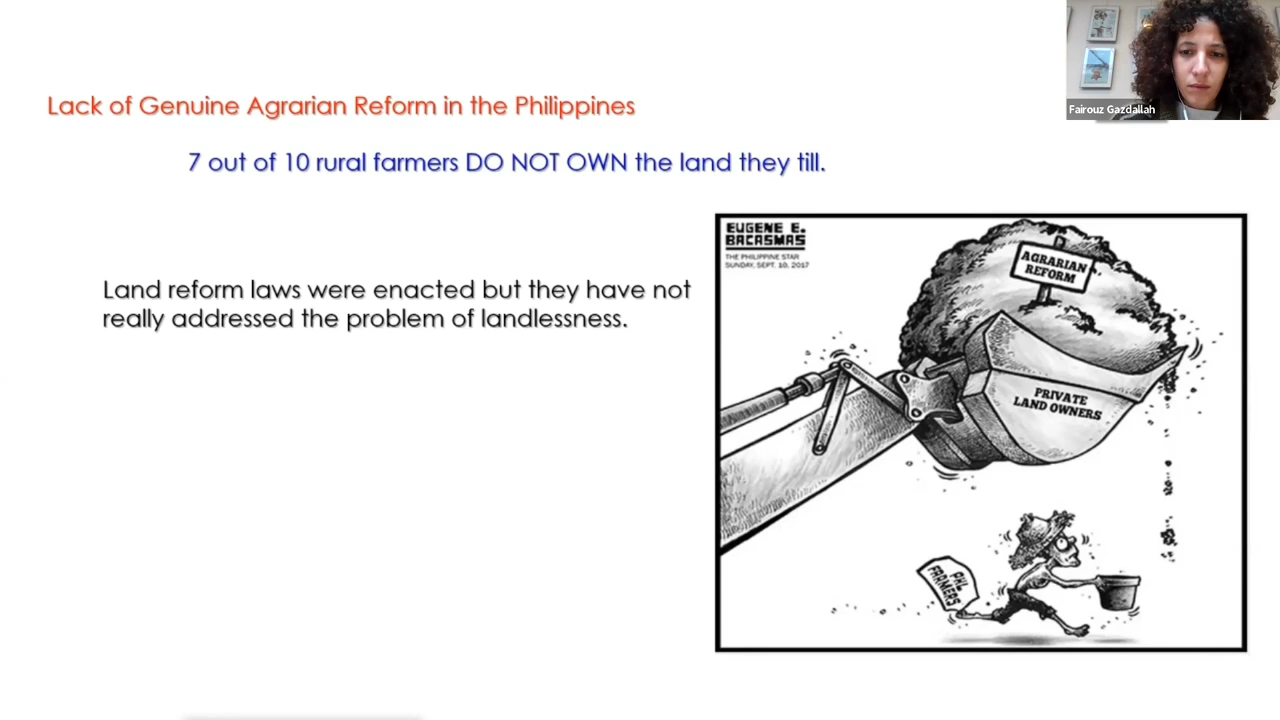 Fairouz Gazdallah
Lack of Genuine Agrarian Reform in the Philippines
7 out of 10 rural farmers DO NOT OWN the land they till.
Land reform laws were enacted but they have not
really addressed the problem of landlessness.
EUGENE E.
BACASMAS
THE PHILIPPINE STAR
SUNDAY, SEPT. 10, 2017
AGRARIAN
REFORM
PRIVATE
LAND OWNERS
PHL
FARMERS